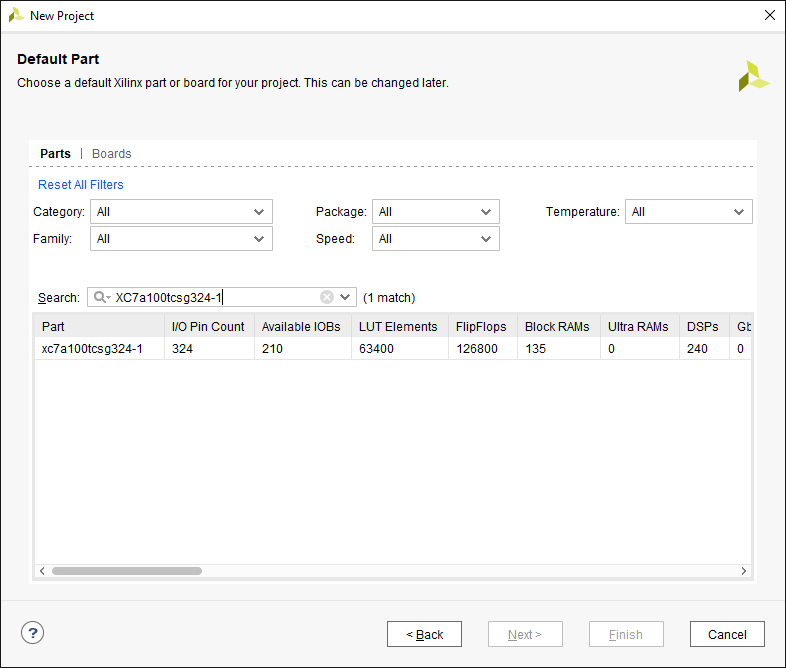 New Project
Default Part
Choose a default Xilinx part or board for your project. This can be changed later.
Parts | Boards
Reset All Filters
Category: All Package: All Temperature: All
Family: All Speed: All
Search: XC7a100tcsg324-1 (1 match)
Part I/O Pin Count Available IOBs LUT Elements FlipFlops Block RAMs Ultra RAMs DSPs Gb
xc7a100tcsg324-1 324 210 63400 126800 135 0 240 0
? < Back Next > Finish Cancel